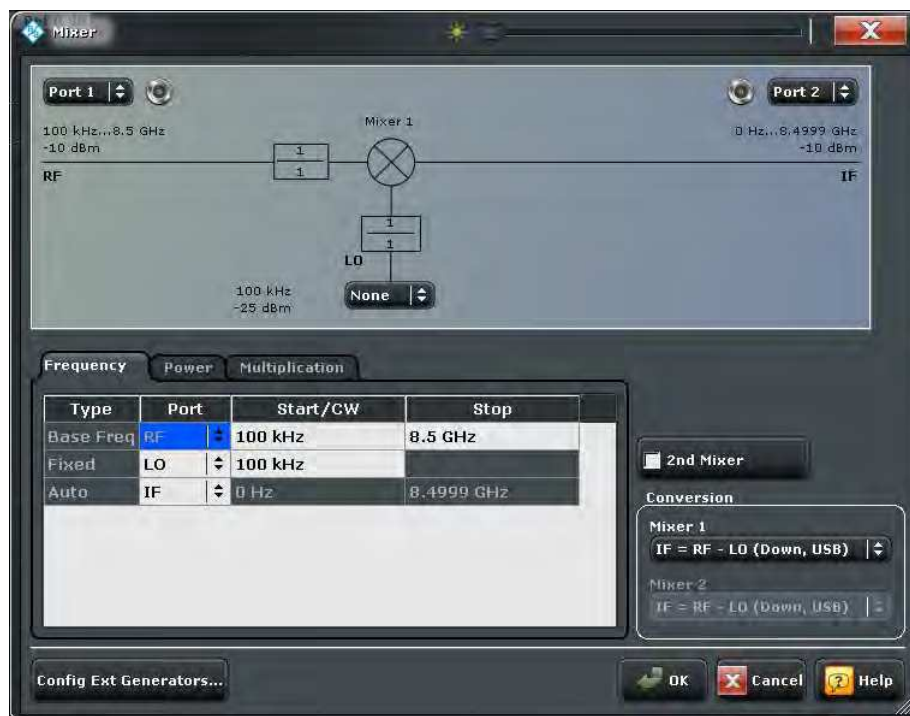 Mixer
Port 1
Port 2
100 kHz...8.5 GHz
-10 dBm
RF
Mixer 1
0 Hz...8.4999 GHz
-10 dBm
IF
1
1
1
1
LO
100 kHz
-25 dBm
None
Frequency Power Multiplication
Type Port Start/CW Stop
Base Freq RF 100 kHz 8.5 GHz
Fixed LO 100 kHz
Auto IF 0 Hz 8.4999 GHz
2nd Mixer
Conversion
Mixer 1
IF = RF - LO (Down, USB)
Mixer 2
IF = RF - LO (Down, USB)
Config Ext Generators...
OK
Cancel
Help